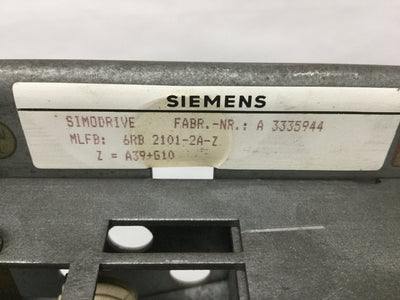 SIEMENS
SIMODRIVE FABR.-NR.: A 3335944
MLFB: 6RB 2101-2A-Z
Z = A39+G10